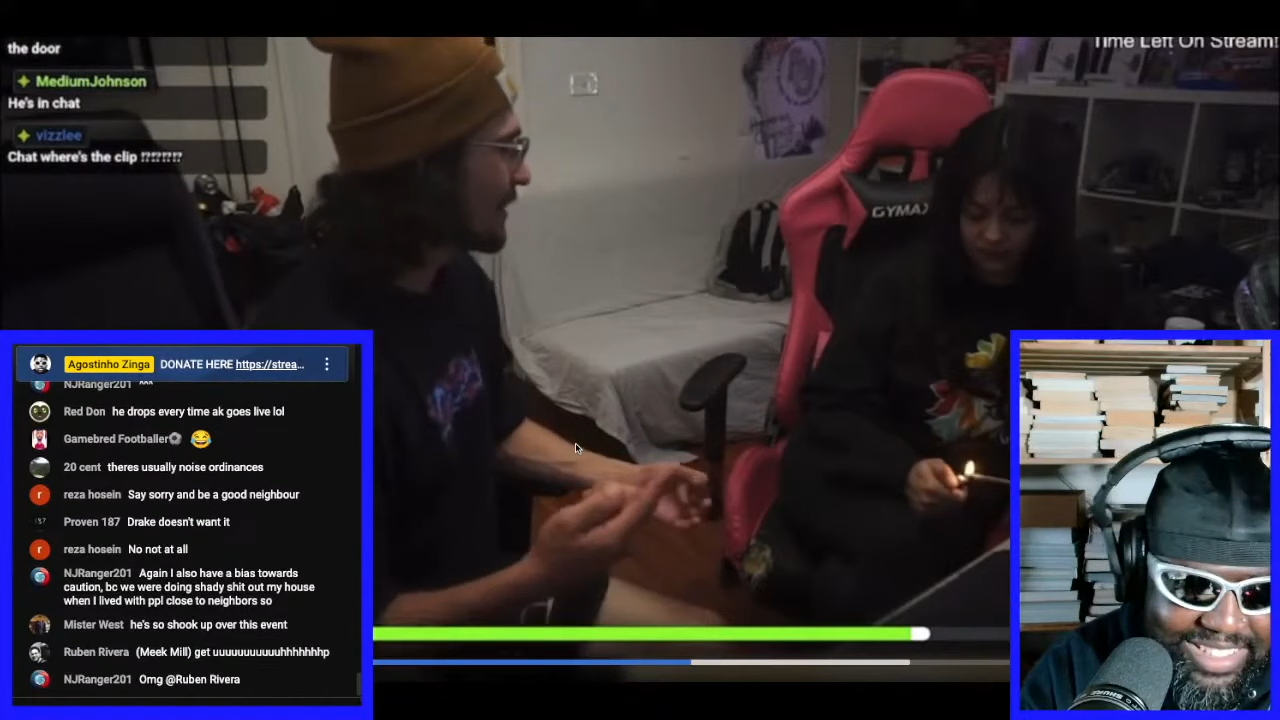 the door
Time Left On Stream!
MediumJohnson
He's in chat
vizzlee
Chat where's the clip ⁉⁉⁉⁉
GYMAX
Agostinho Zinga DONATE HERE https://strea...
NJRanger201 ^^^
Red Don he drops every time ak goes live lol
Gamebred Footballer⚽ 😂
20 cent theres usually noise ordinances
reza hosein Say sorry and be a good neighbour
Proven 187 Drake doesn't want it
reza hosein No not at all
NJRanger201 Again I also have a bias towards
caution, bc we were doing shady shit out my house
when I lived with ppl close to neighbors so
Mister West he's so shook up over this event
Ruben Rivera (Meek Mill) get uuuuuuuuuuuhhhhhhhp
NJRanger201 Omg @Ruben Rivera
SHURE